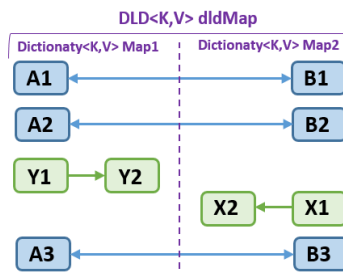 DLD<K,V> dldMap
Dictionaty<K,V> Map1 Dictionaty<K,V> Map2
A1 B1
A2 B2
Y1 Y2
X2 X1
A3 B3